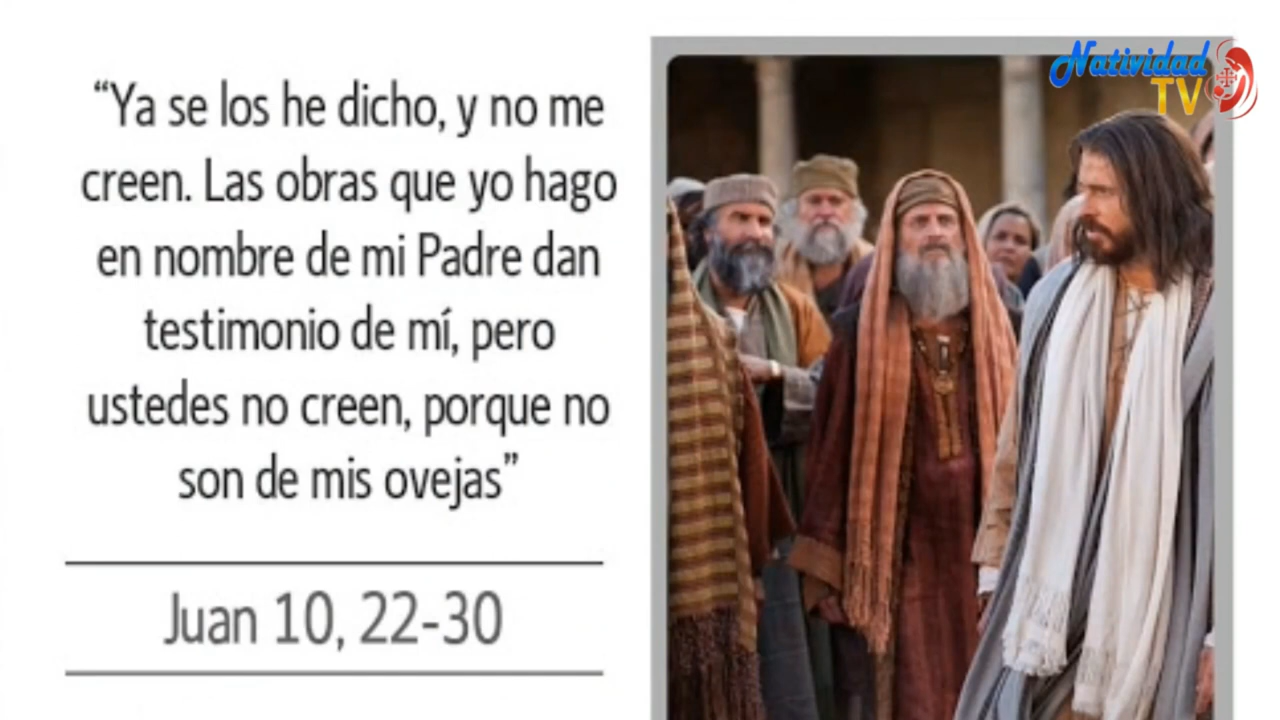 “Ya se los he dicho, y no me
creen. Las obras que yo hago
en nombre de mi Padre dan
testimonio de mí, pero
ustedes no creen, porque no
son de mis ovejas”
Juan 10, 22-30
Natividad
TV